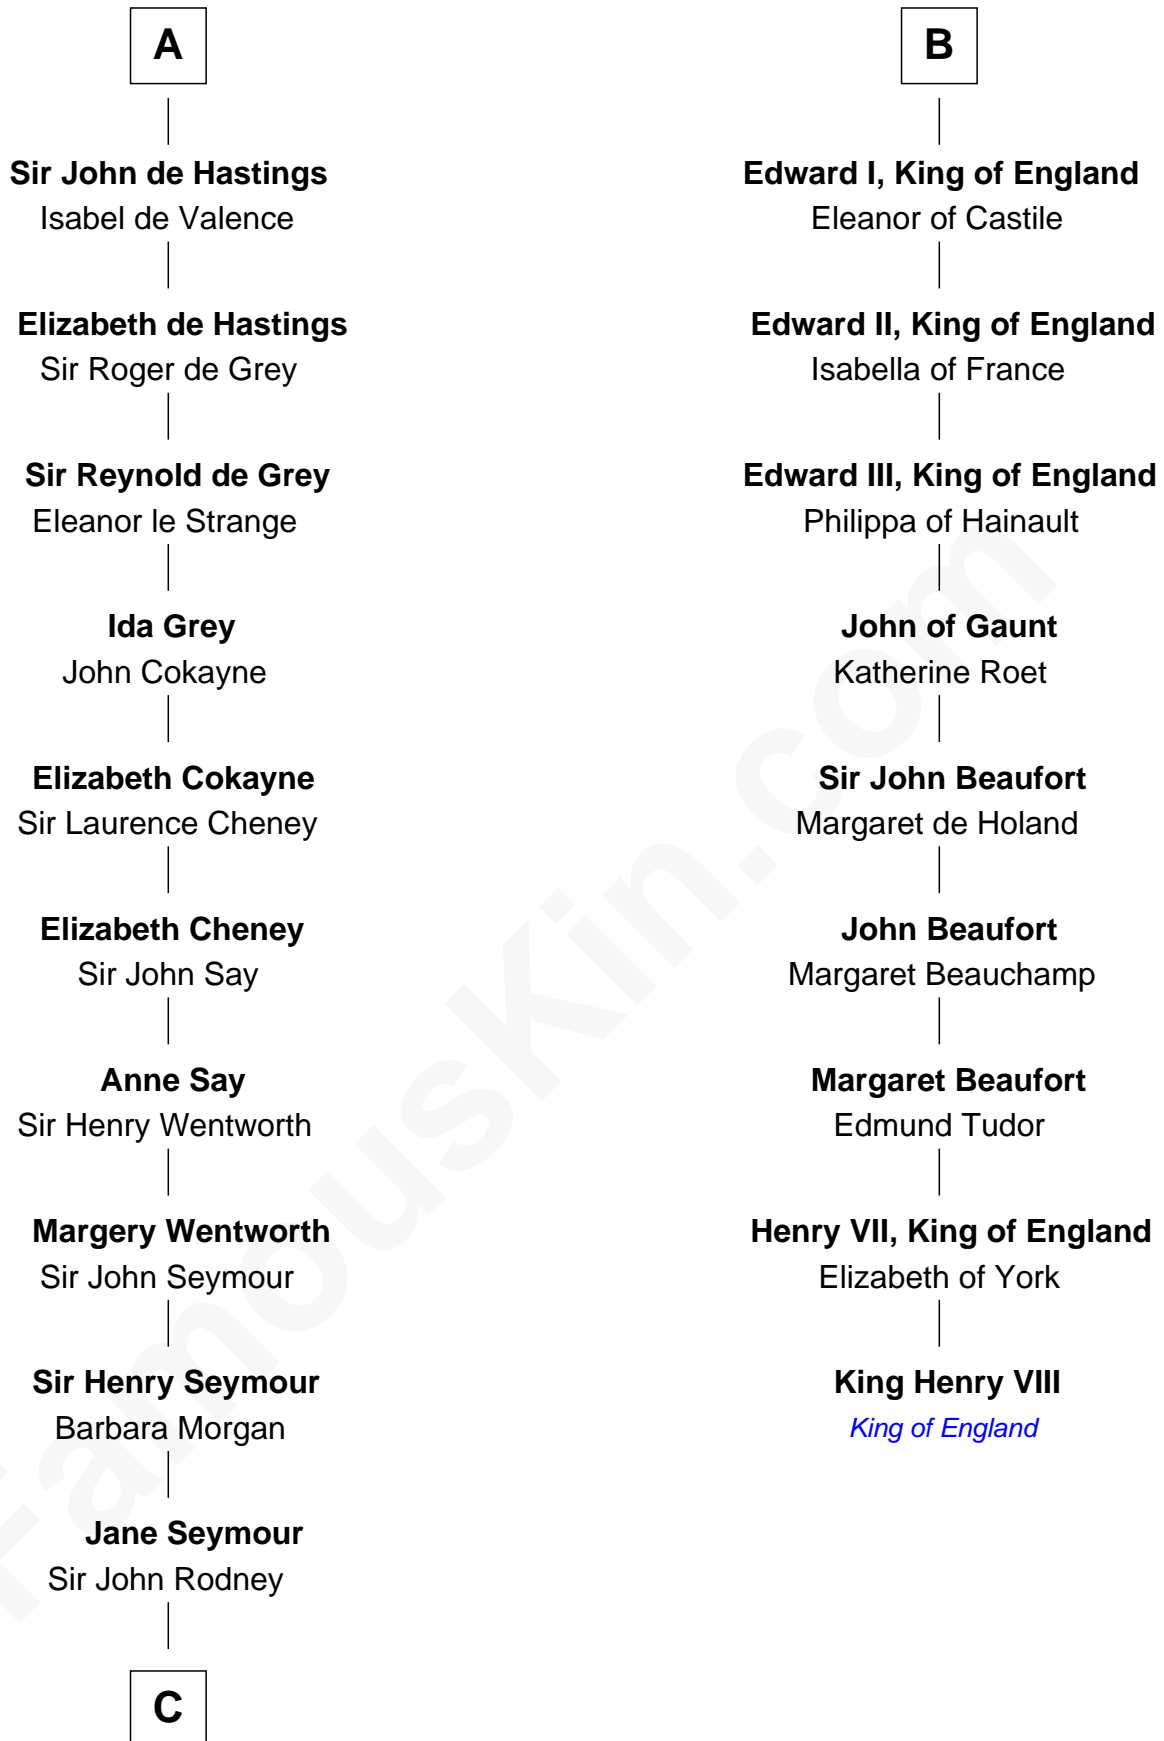 A
Sir John de Hastings
Isabel de Valence
Elizabeth de Hastings
Sir Roger de Grey
Sir Reynold de Grey
Eleanor le Strange
Ida Grey
John Cokayne
Elizabeth Cokayne
Sir Laurence Cheney
Elizabeth Cheney
Sir John Say
Anne Say
Sir Henry Wentworth
Margery Wentworth
Sir John Seymour
Sir Henry Seymour
Barbara Morgan
Jane Seymour
Sir John Rodney
C
B
Edward I, King of England
Eleanor of Castile
Edward II, King of England
Isabella of France
Edward III, King of England
Philippa of Hainault
John of Gaunt
Katherine Roet
Sir John Beaufort
Margaret de Holand
John Beaufort
Margaret Beauchamp
Margaret Beaufort
Edmund Tudor
Henry VII, King of England
Elizabeth of York
King Henry VIII
King of England
FamousKin.com